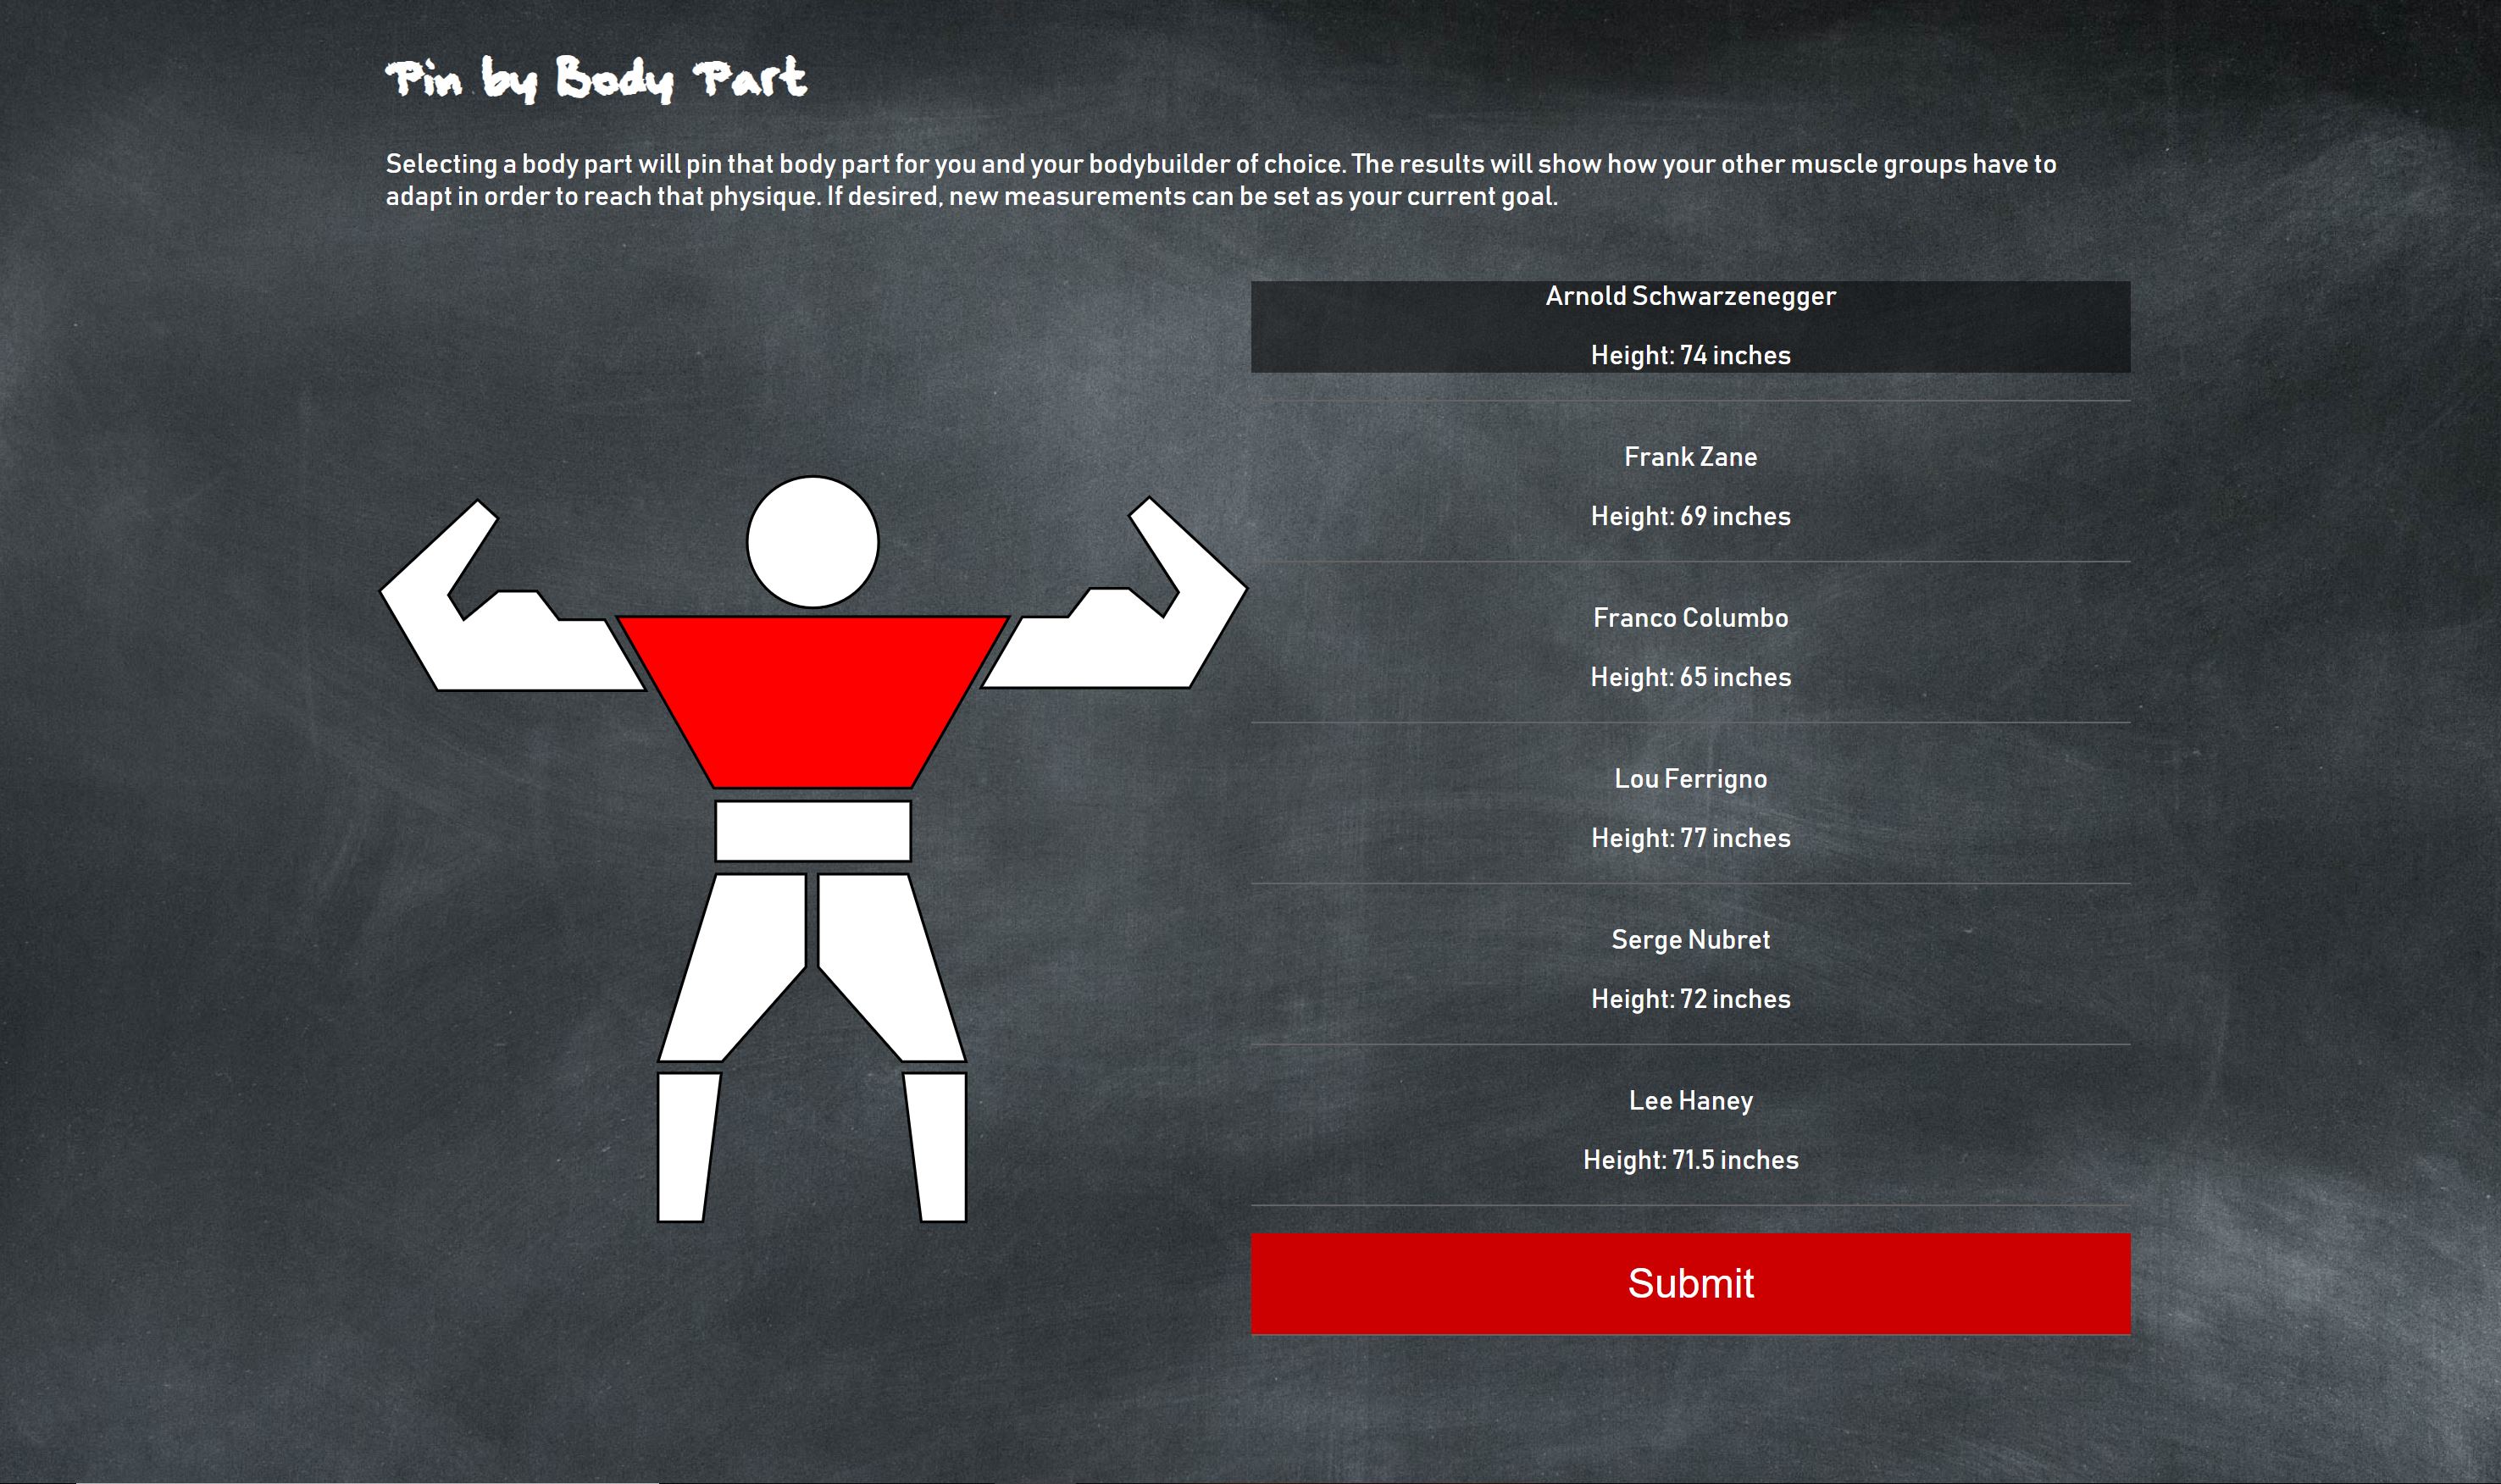 Pin by Body Part
Selecting a body part will pin that body part for you and your bodybuilder of choice. The results will show how your other muscle groups have to
adapt in order to reach that physique. If desired, new measurements can be set as your current goal.
Arnold Schwarzenegger
Height: 74 inches
Frank Zane
Height: 69 inches
Franco Columbo
Height: 65 inches
Lou Ferrigno
Height: 77 inches
Serge Nubret
Height: 72 inches
Lee Haney
Height: 71.5 inches
Submit